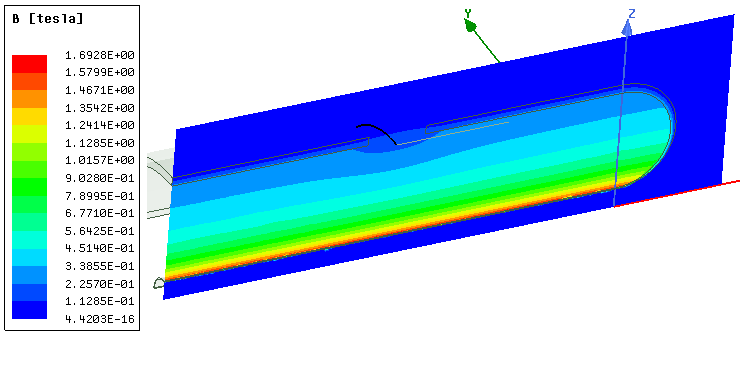 B [tesla]
1.6928E+00
1.5799E+00
1.4671E+00
1.3542E+00
1.2414E+00
1.1285E+00
1.0157E+00
9.0280E-01
7.8995E-01
6.7710E-01
5.6425E-01
4.5140E-01
3.3855E-01
2.2570E-01
1.1285E-01
4.4203E-16
Y
Z